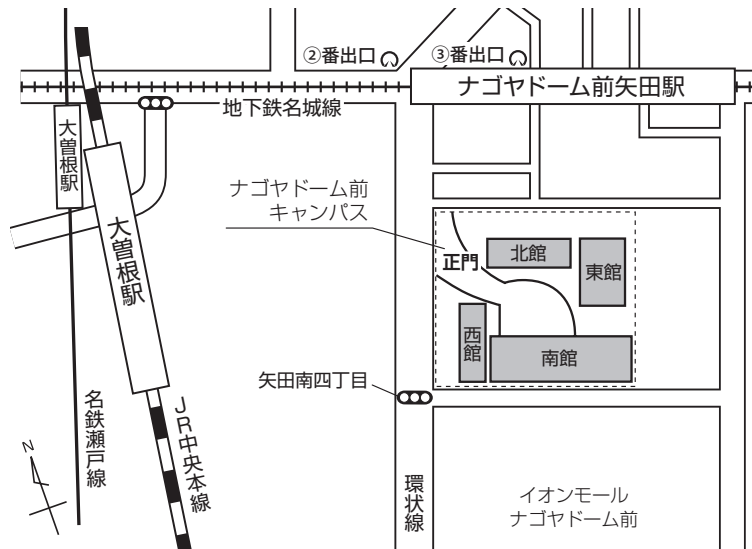 ②番出口
③番出口
ナゴヤドーム前矢田駅
地下鉄名城線
大曽根駅
大曽根駅
ナゴヤドーム前
キャンパス
正門
北館
東館
西館
南館
矢田南四丁目
名鉄瀬戸線
JR中央本線
環状線
イオンモール
ナゴヤドーム前
N